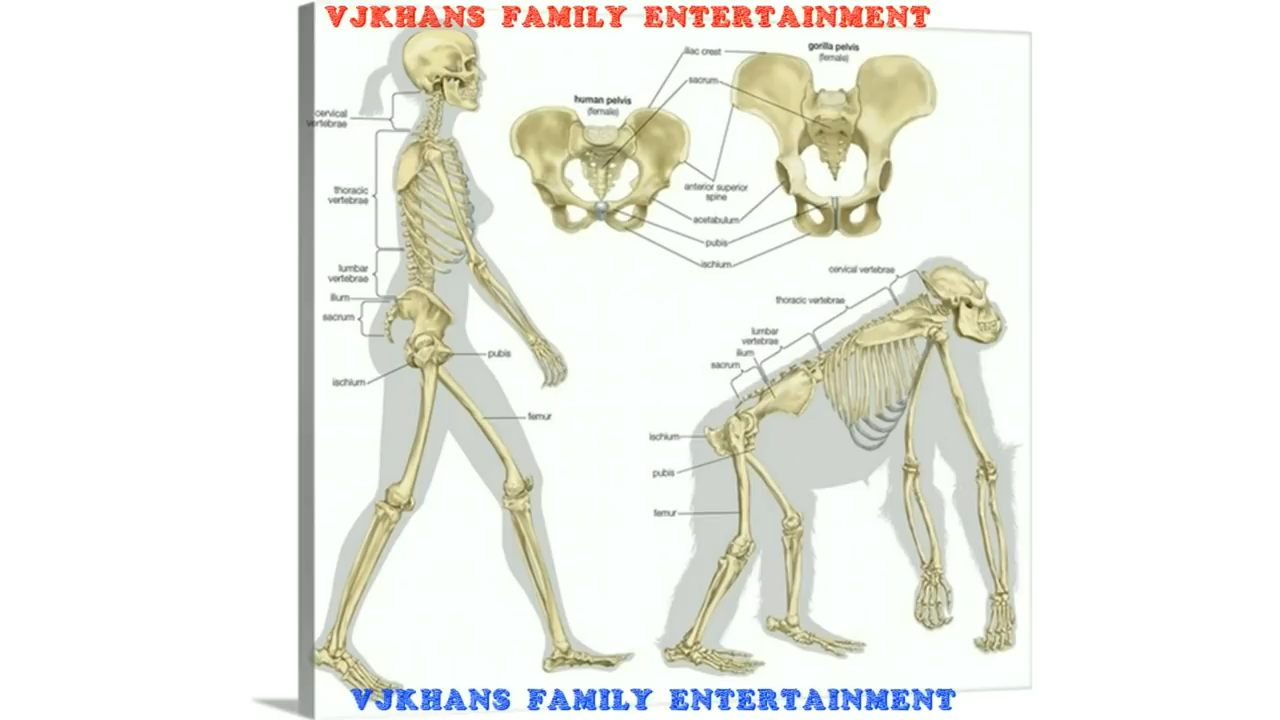 VJKHANS FAMILY ENTERTAINMENT
iliac crest
gorilla pelvis
(female)
sacrum
human pelvis
(female)
cervical
vertebrae
thoracic
vertebrae
anterior superior
spine
acetabulum
pubis
ischium
lumbar
vertebrae
ilium
sacrum
pubis
ischium
femur
cervical vertebrae
thoracic vertebrae
lumbar
vertebrae
ilium
sacrum
ischium
pubis
femur
VJKHANS FAMILY ENTERTAINMENT